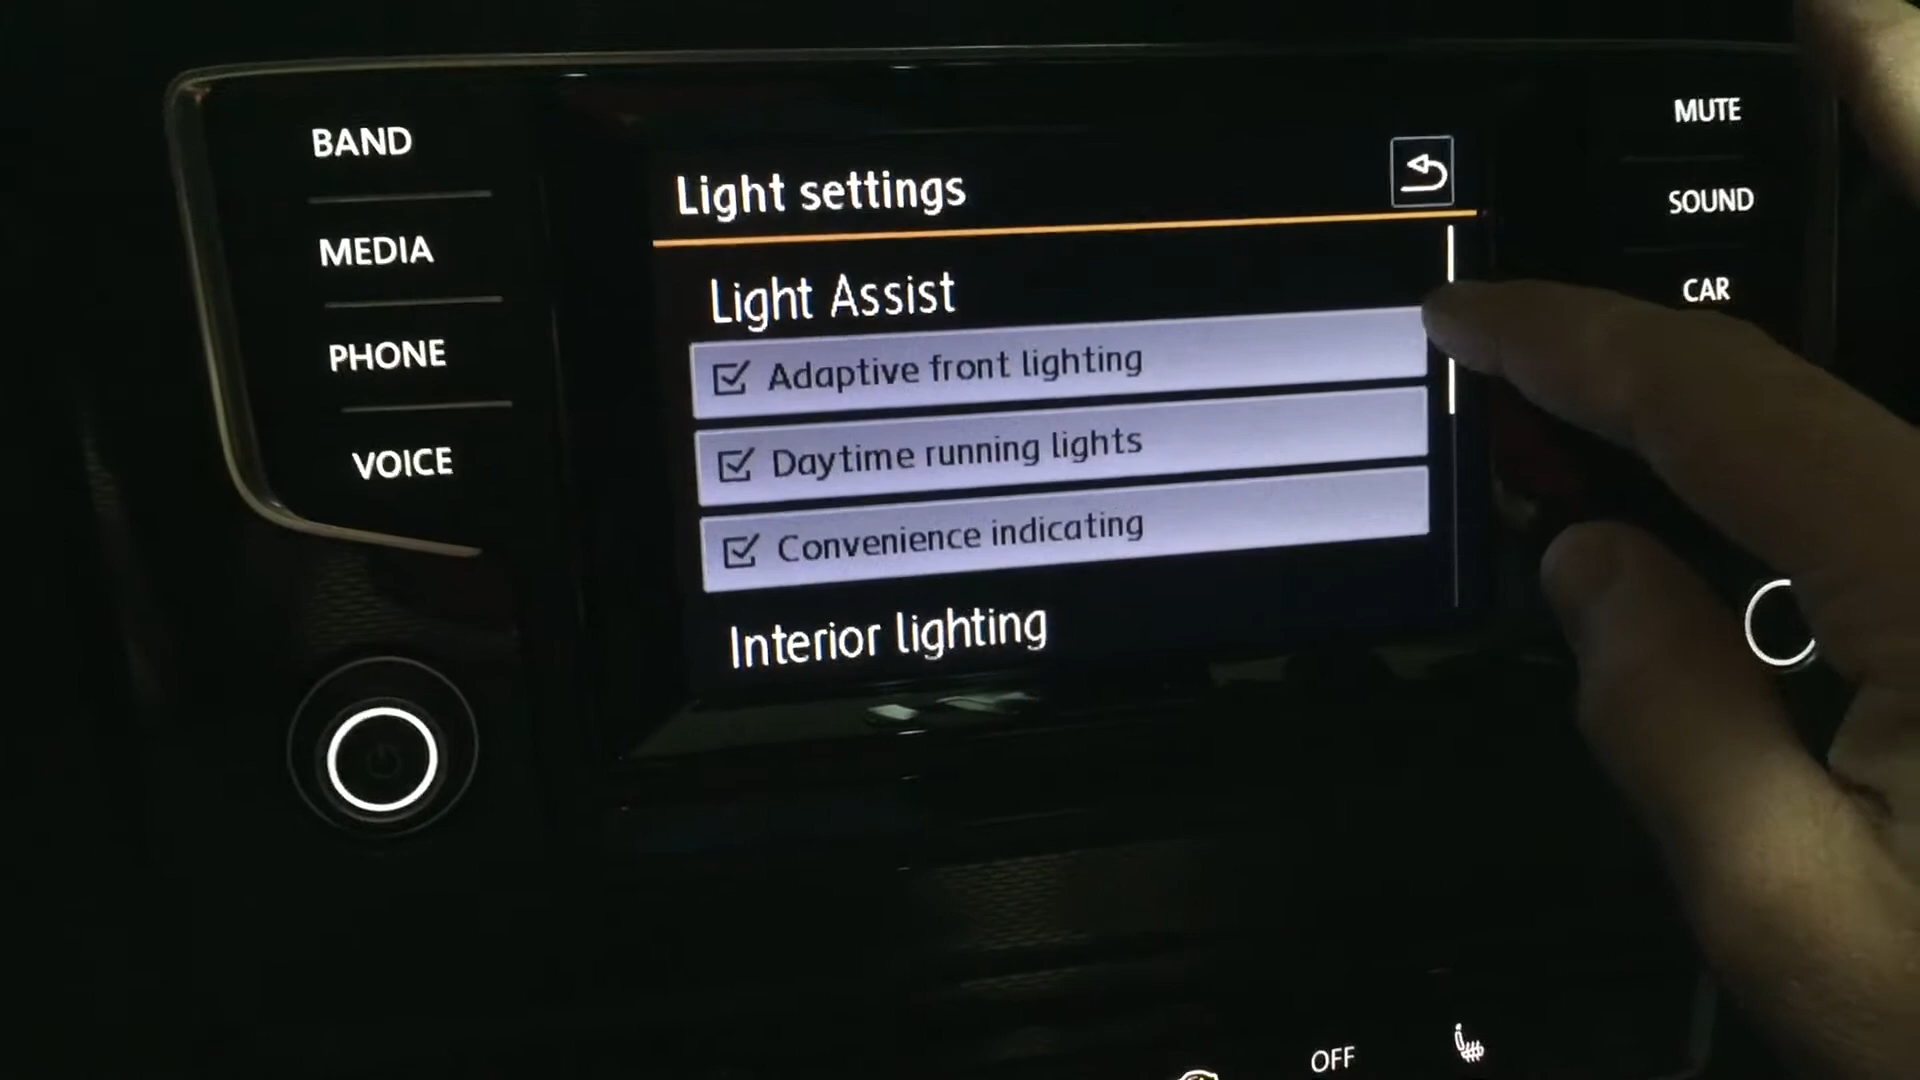 BAND
MEDIA
PHONE
VOICE
Light settings
Light Assist
Adaptive front lighting
Daytime running lights
Convenience indicating
Interior lighting
MUTE
SOUND
CAR
OFF